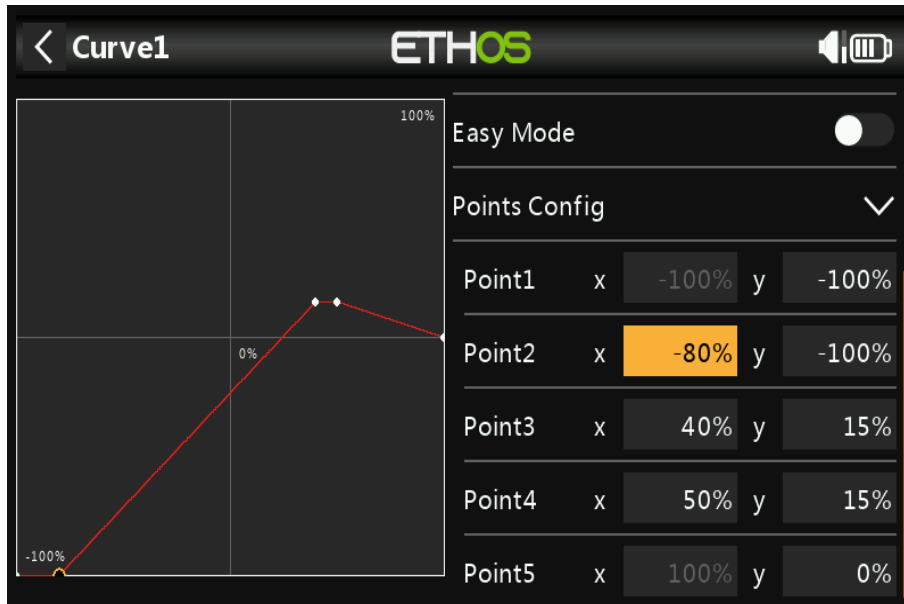 Curve1
ETHOS
100%
0%
-100%
Easy Mode
Points Config
Point1 x -100% y -100%
Point2 x -80% y -100%
Point3 x 40% y 15%
Point4 x 50% y 15%
Point5 x 100% y 0%